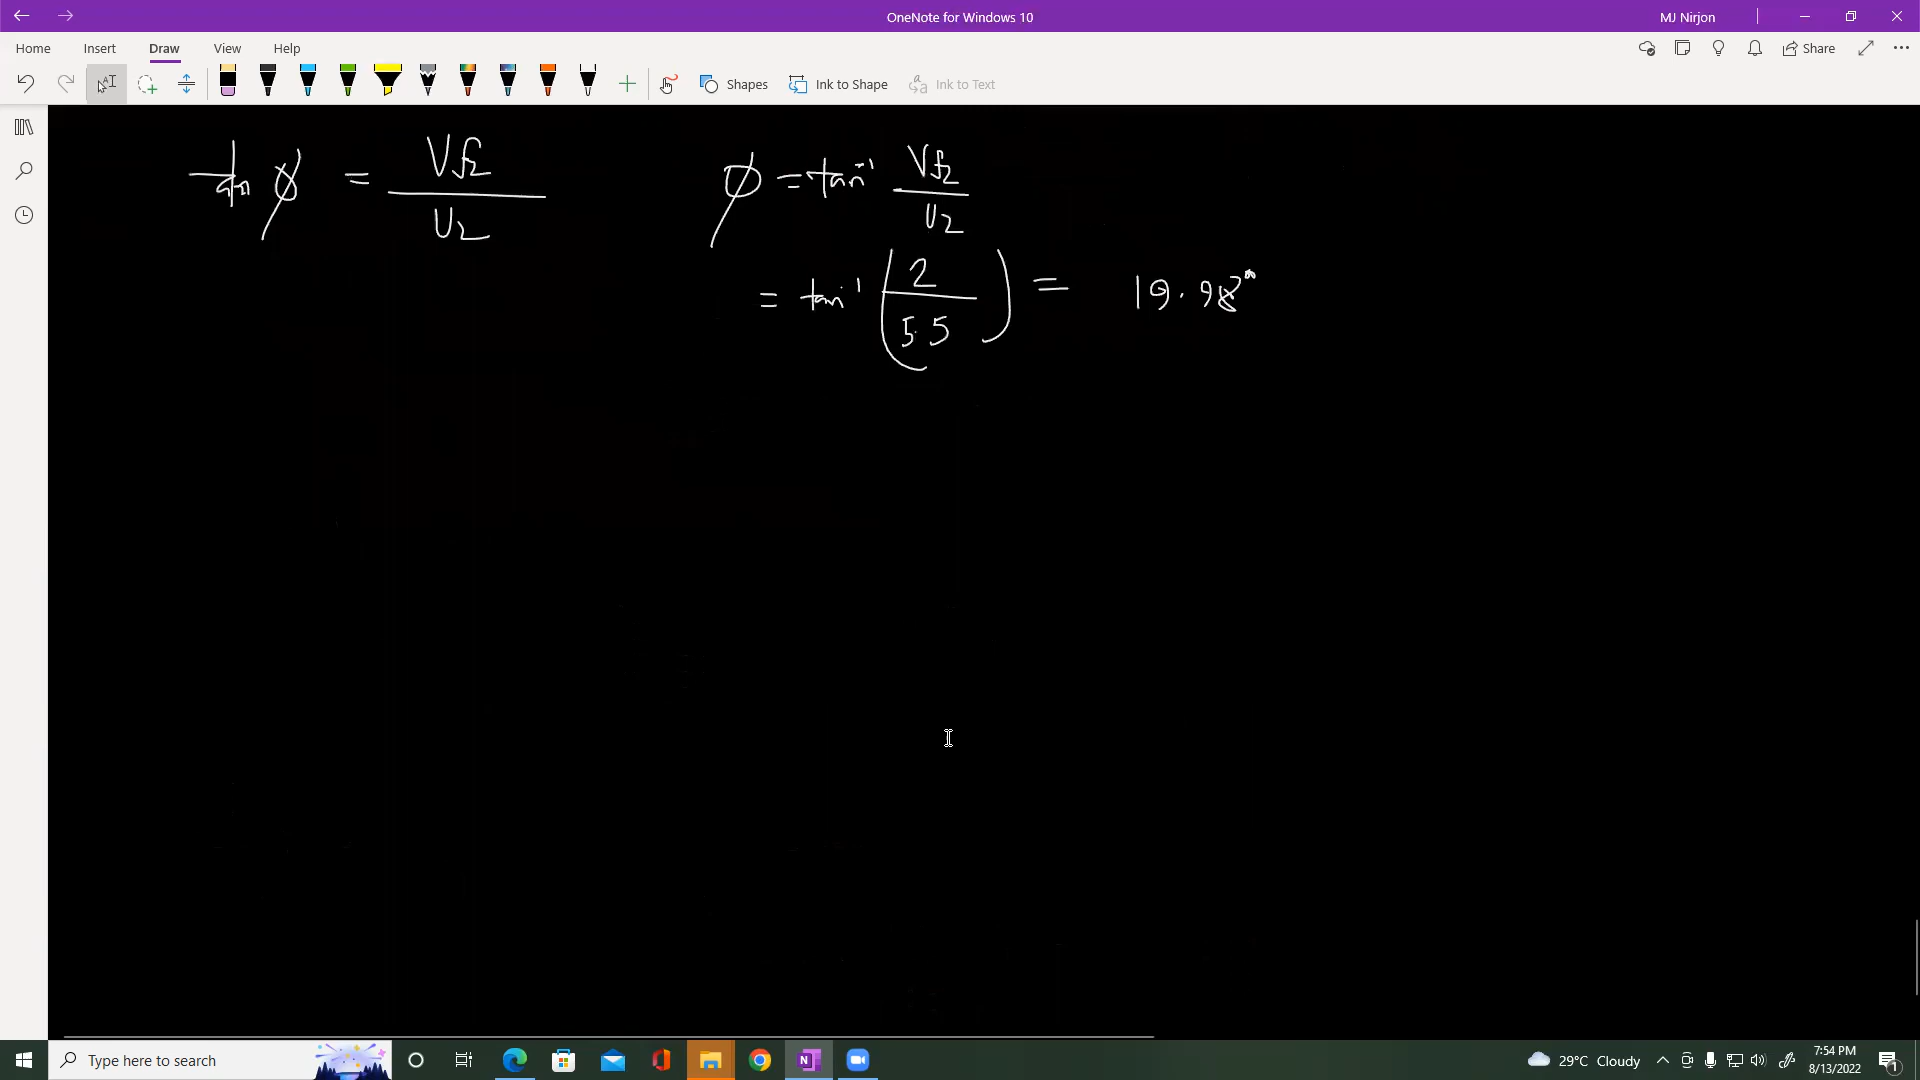 OneNote for Windows 10
MJ Nirjon
Home Insert Draw View Help
Share
Shapes Ink to Shape Ink to Text
tan φ = Vf2 / U2
φ = tan⁻¹ Vf2 / U2
= tan⁻¹ (2 / 5.5) = 19.98°
Type here to search
29°C Cloudy
7:54 PM
8/13/2022
1